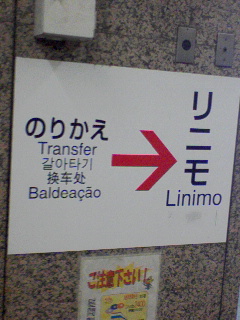 のりかえ
Transfer
갈아타기
换车处
Baldeação
リニモ
Linimo
ご注意下さい!